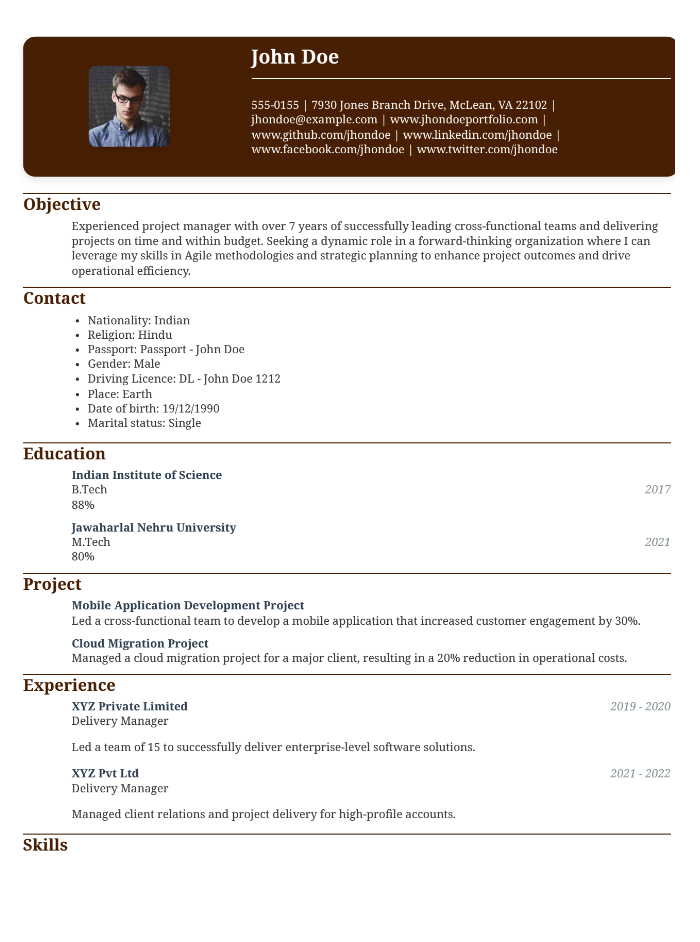 John Doe
555-0155 | 7930 Jones Branch Drive, McLean, VA 22102 |
jhondoe@example.com | www.jhondoeportfolio.com |
www.github.com/jhondoe | www.linkedin.com/jhondoe |
www.facebook.com/jhondoe | www.twitter.com/jhondoe
Objective
Experienced project manager with over 7 years of successfully leading cross-functional teams and delivering
projects on time and within budget. Seeking a dynamic role in a forward-thinking organization where I can
leverage my skills in Agile methodologies and strategic planning to enhance project outcomes and drive
operational efficiency.
Contact
• Nationality: Indian
• Religion: Hindu
• Passport: Passport - John Doe
• Gender: Male
• Driving Licence: DL - John Doe 1212
• Place: Earth
• Date of birth: 19/12/1990
• Marital status: Single
Education
Indian Institute of Science
B.Tech 2017
88%
Jawaharlal Nehru University
M.Tech 2021
80%
Project
Mobile Application Development Project
Led a cross-functional team to develop a mobile application that increased customer engagement by 30%.
Cloud Migration Project
Managed a cloud migration project for a major client, resulting in a 20% reduction in operational costs.
Experience
XYZ Private Limited 2019 - 2020
Delivery Manager
Led a team of 15 to successfully deliver enterprise-level software solutions.
XYZ Pvt Ltd 2021 - 2022
Delivery Manager
Managed client relations and project delivery for high-profile accounts.
Skills